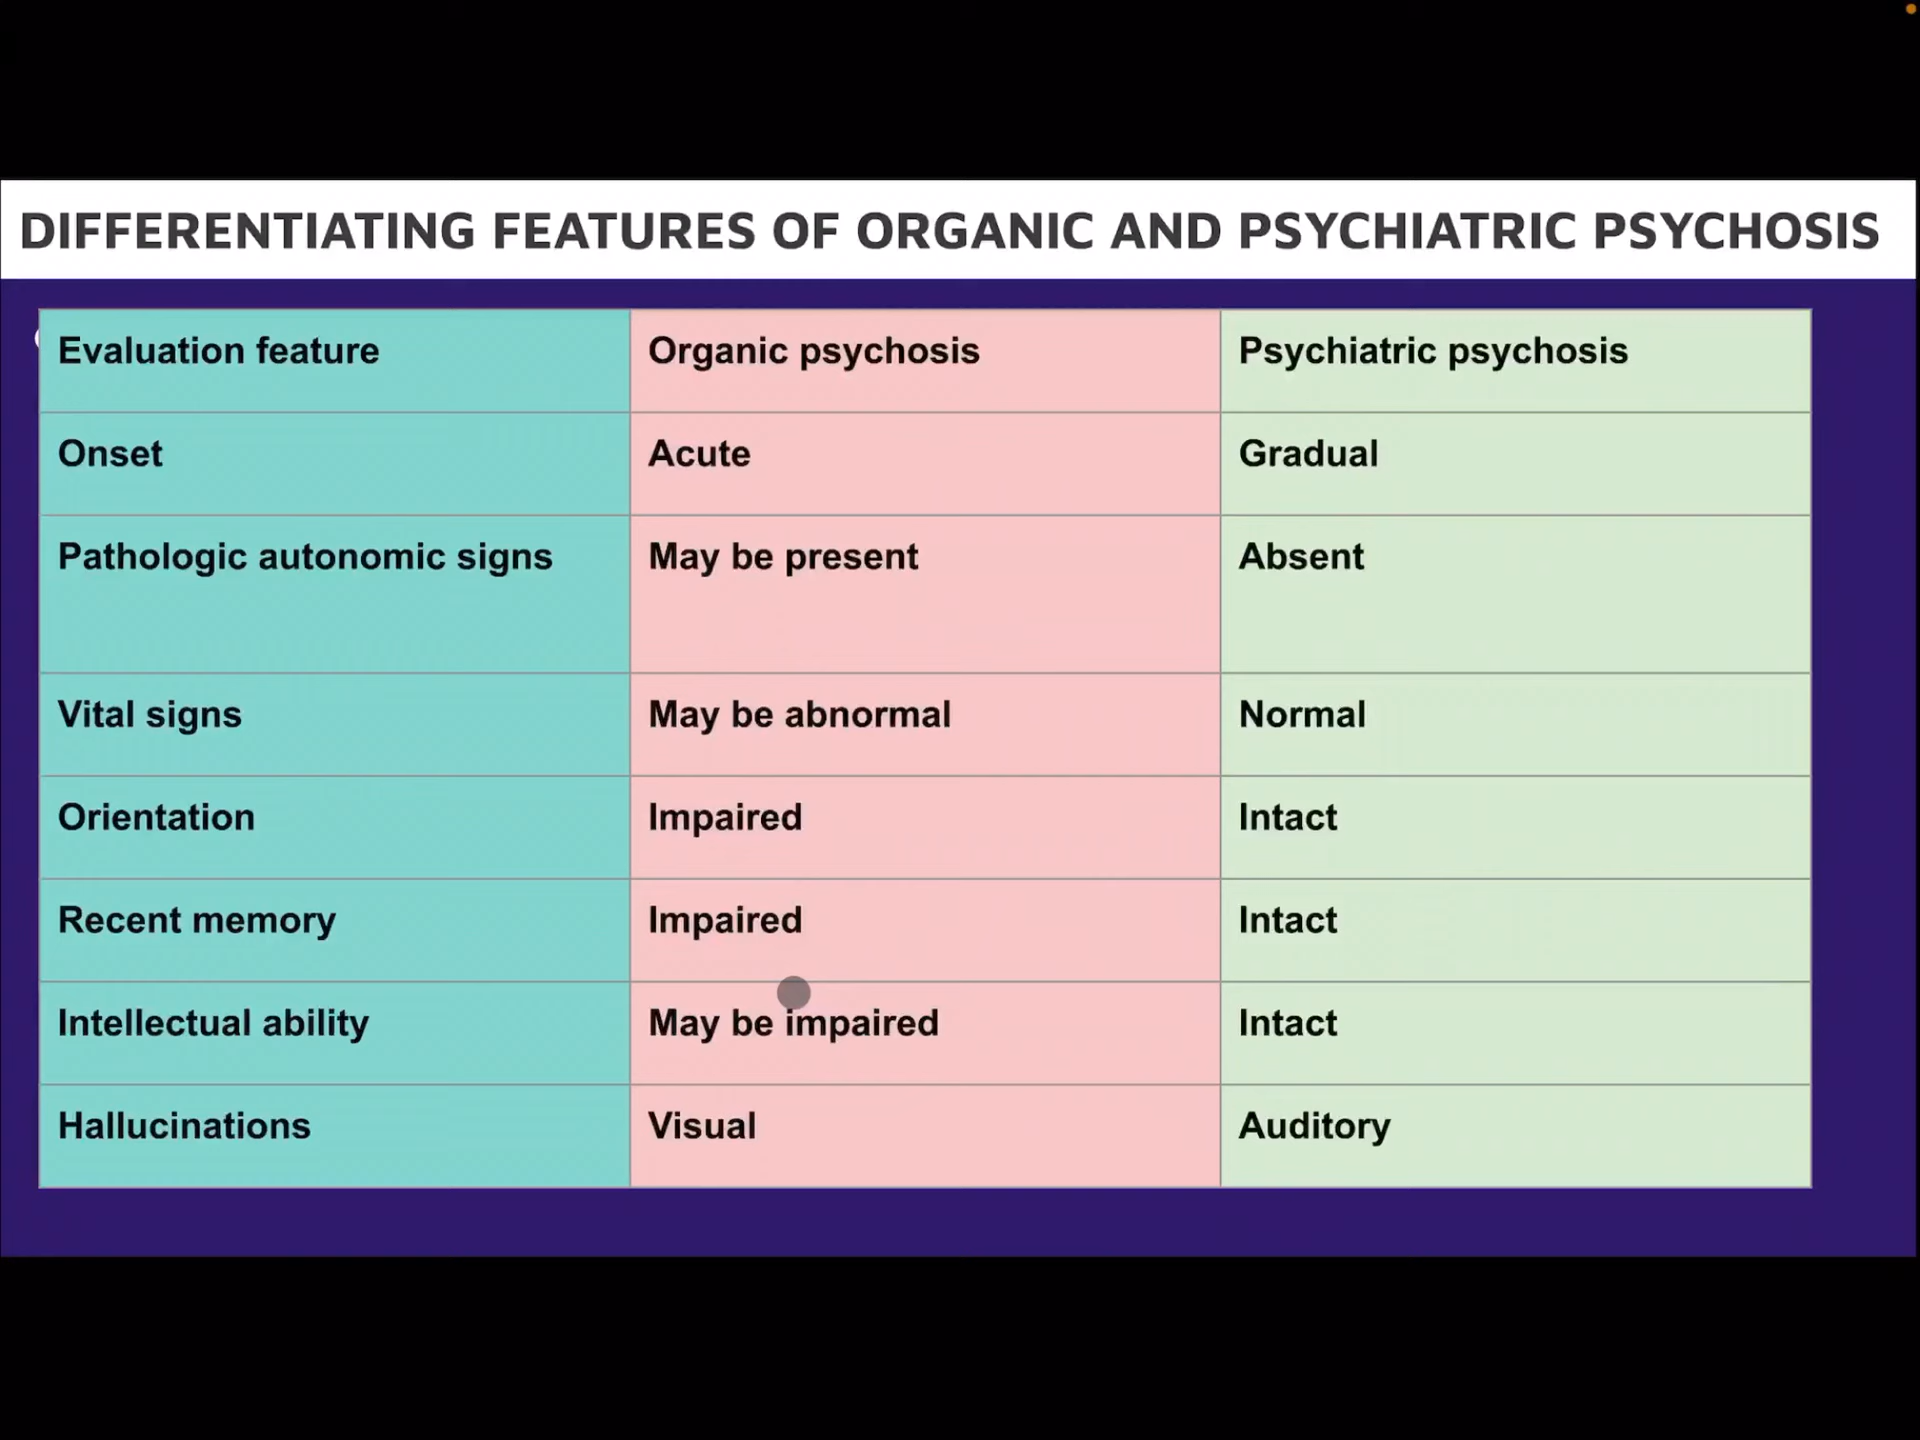 DIFFERENTIATING FEATURES OF ORGANIC AND PSYCHIATRIC PSYCHOSIS
Evaluation feature Organic psychosis Psychiatric psychosis
Onset Acute Gradual
Pathologic autonomic signs May be present Absent
Vital signs May be abnormal Normal
Orientation Impaired Intact
Recent memory Impaired Intact
Intellectual ability May be impaired Intact
Hallucinations Visual Auditory